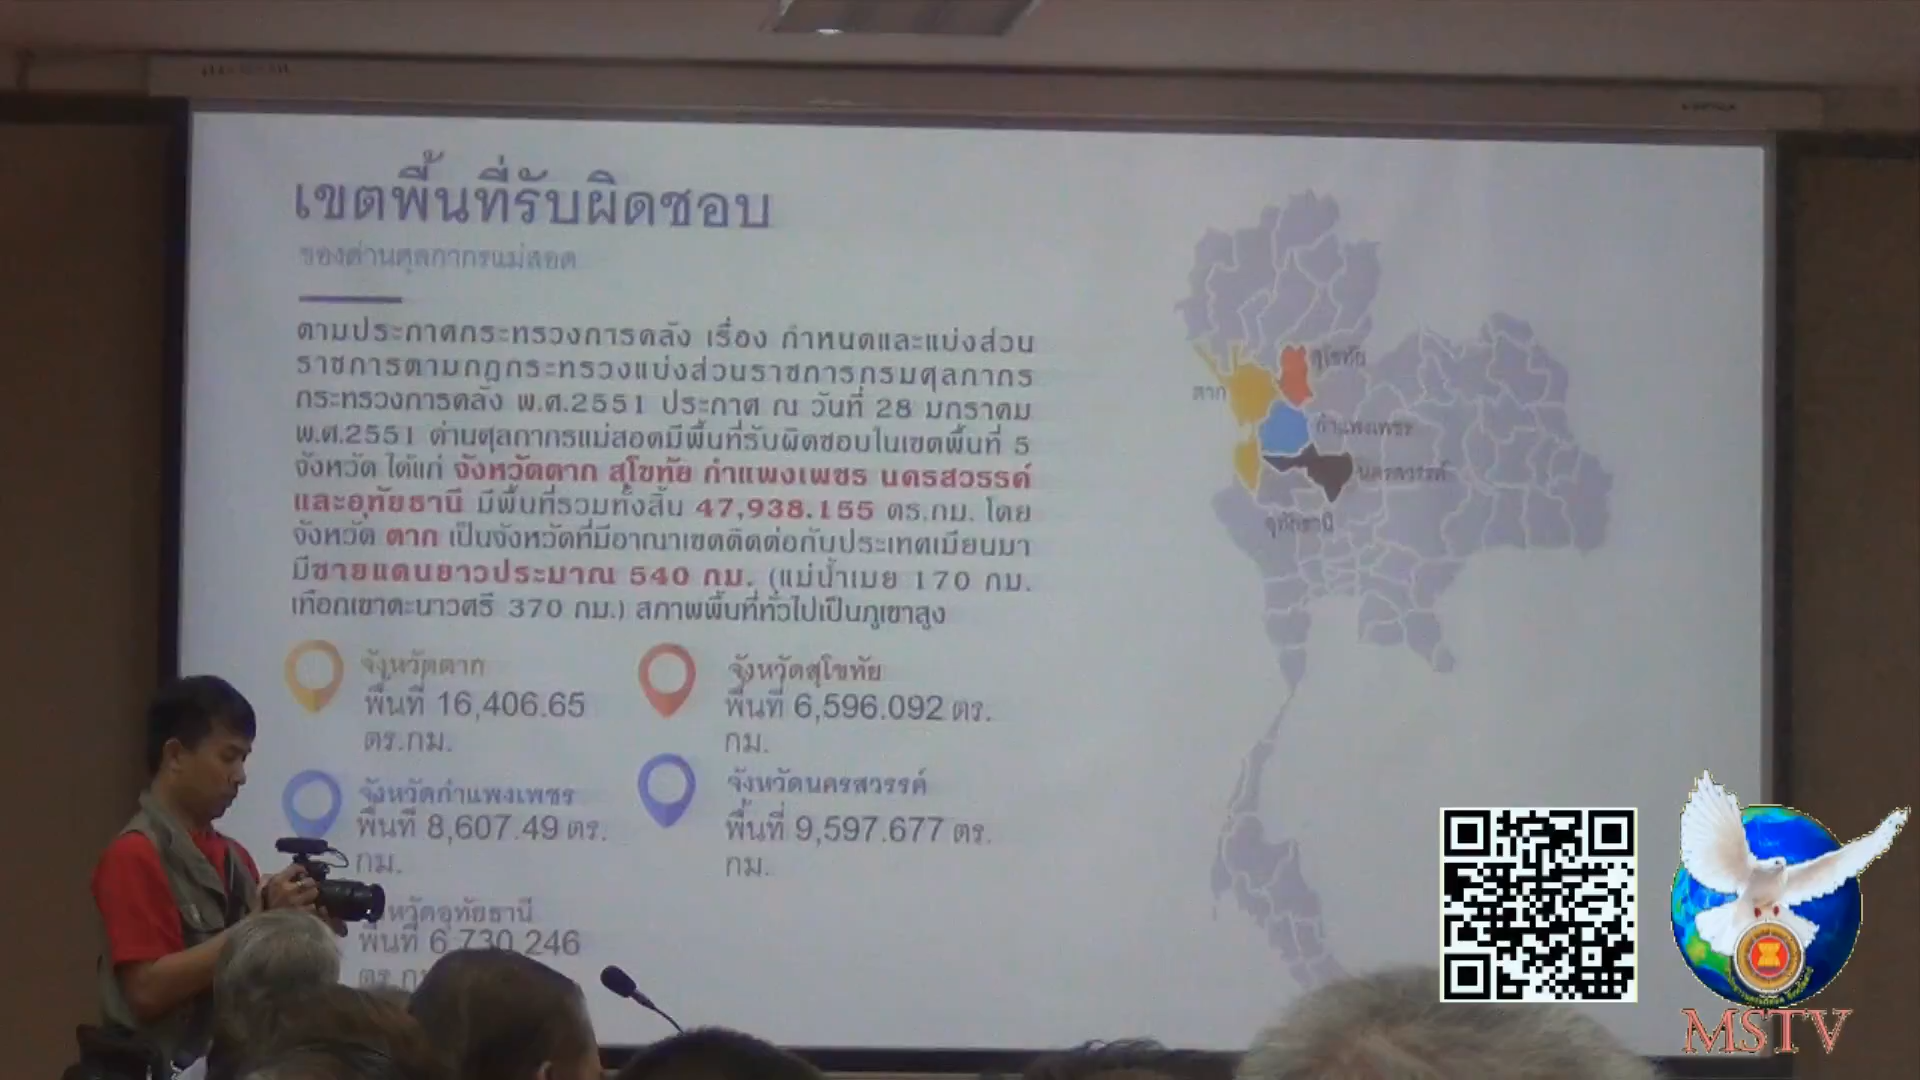 เขตพื้นที่รับผิดชอบ
ของด่านศุลกากรแม่สอด
ตามประกาศกระทรวงการคลัง เรื่อง กำหนดและแบ่งส่วน
ราชการตามกฎกระทรวงแบ่งส่วนราชการกรมศุลกากร
กระทรวงการคลัง พ.ศ.2551 ประกาศ ณ วันที่ 28 มกราคม
พ.ศ.2551 ด่านศุลกากรแม่สอดมีพื้นที่รับผิดชอบในเขตพื้นที่ 5
จังหวัด ได้แก่ จังหวัดตาก สุโขทัย กำแพงเพชร นครสวรรค์
และอุทัยธานี มีพื้นที่รวมทั้งสิ้น 47,938.155 ตร.กม. โดย
จังหวัด ตาก เป็นจังหวัดที่มีอาณาเขตติดต่อกับประเทศเมียนมา
มีชายแดนยาวประมาณ 540 กม. (แม่น้ำเมย 170 กม.
เทือกเขาตะนาวศรี 370 กม.) สภาพพื้นที่ทั่วไปเป็นภูเขาสูง
จังหวัดตาก
พื้นที่ 16,406.65
ตร.กม.
จังหวัดสุโขทัย
พื้นที่ 6,596.092 ตร.
กม.
จังหวัดกำแพงเพชร
พื้นที่ 8,607.49 ตร.
กม.
จังหวัดนครสวรรค์
พื้นที่ 9,597.677 ตร.
กม.
หวัดอุทัยธานี
พื้นที่ 6,730.246
ตร.ก
สุโขทัย
ตาก
กำแพงเพชร
นครสวรรค์
อุทัยธานี
MSTV